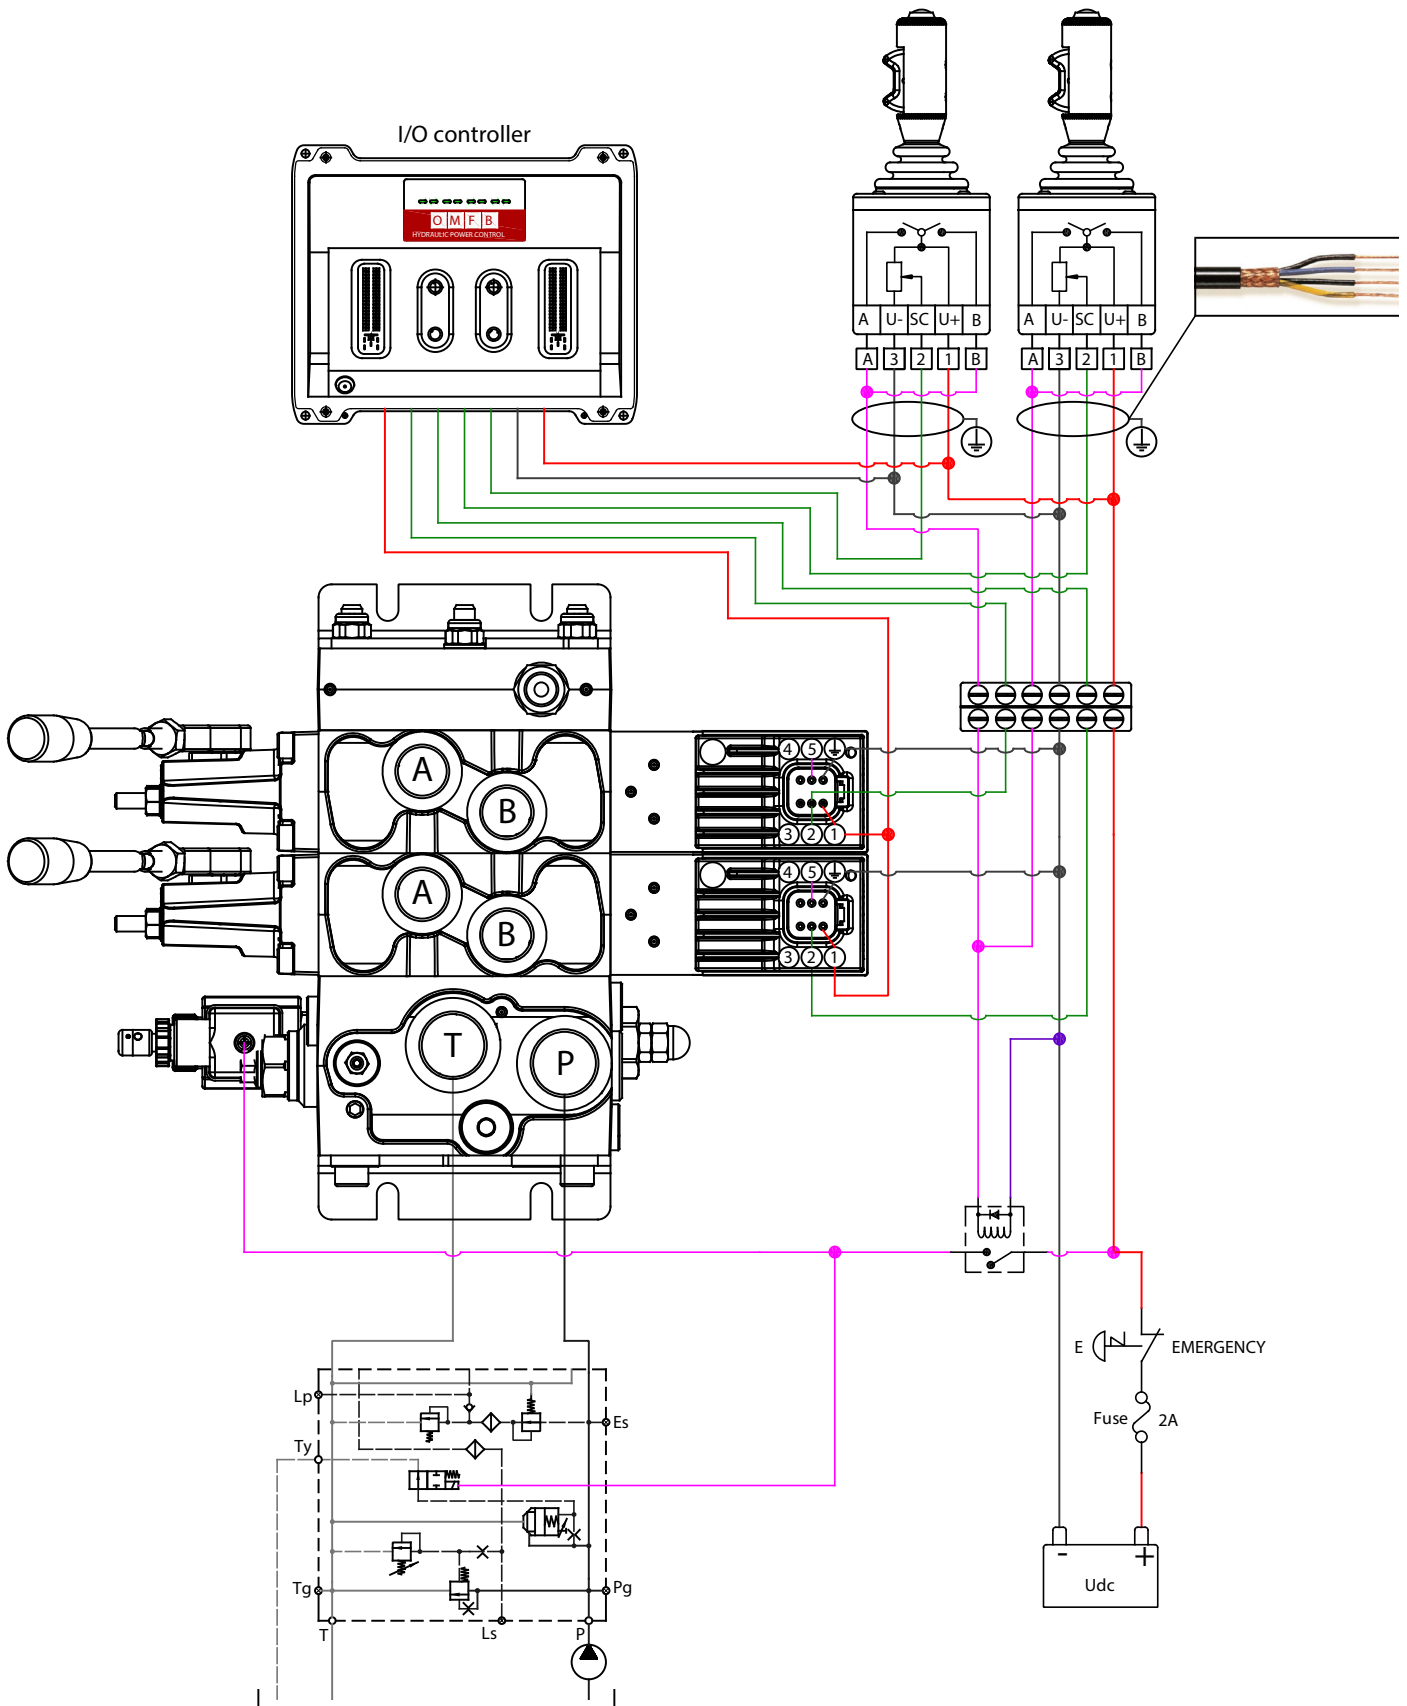 I/O controller
O M F B
HYDRAULIC POWER CONTROL
A U- SC U+ B
A 3 2 1 B
A U- SC U+ B
A 3 2 1 B
A
B
4 5
3 2 1
A
B
4 5
3 2 1
T
P
E
EMERGENCY
Fuse 2A
- +
Udc
Lp
Es
Ty
Tg
Pg
T
Ls
P